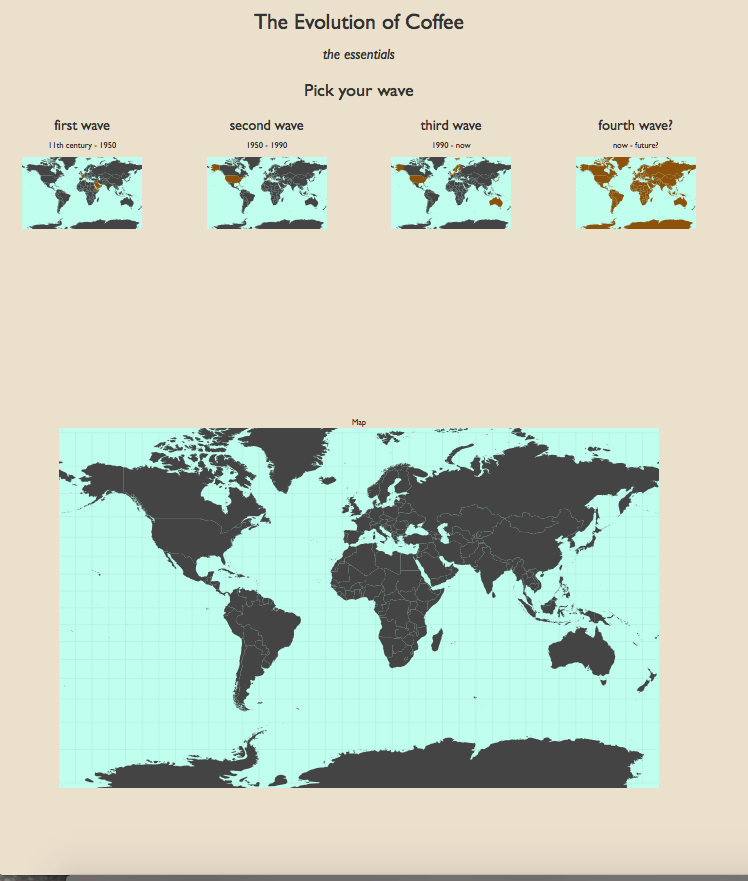 The Evolution of Coffee
the essentials
Pick your wave
first wave
11th century - 1950
second wave
1950 - 1990
third wave
1990 - now
fourth wave?
now - future?
Map